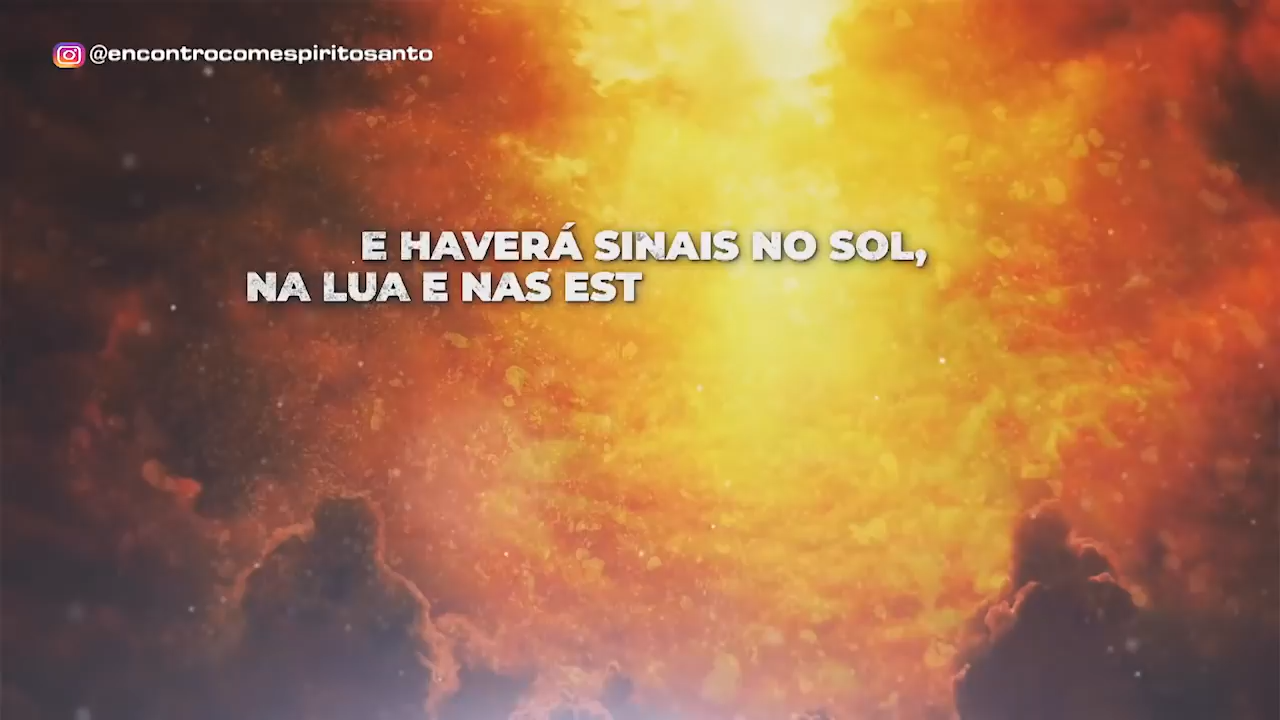 @encontrocomespiritosanto
E HAVERÁ SINAIS NO SOL,
NA LUA E NAS EST